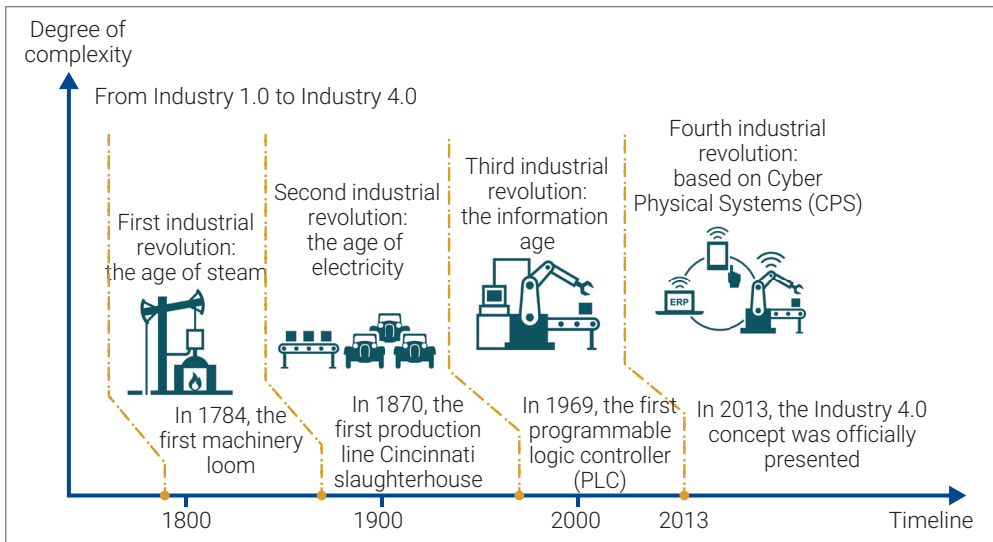 Degree of
complexity
From Industry 1.0 to Industry 4.0
First industrial
revolution:
the age of steam
Second industrial
revolution:
the age of
electricity
Third industrial
revolution:
the information
age
Fourth industrial
revolution:
based on Cyber
Physical Systems (CPS)
ERP
In 1784, the
first machinery
loom
In 1870, the
first production
line Cincinnati
slaughterhouse
In 1969, the first
programmable
logic controller
(PLC)
In 2013, the Industry 4.0
concept was officially
presented
1800
1900
2000
2013
Timeline